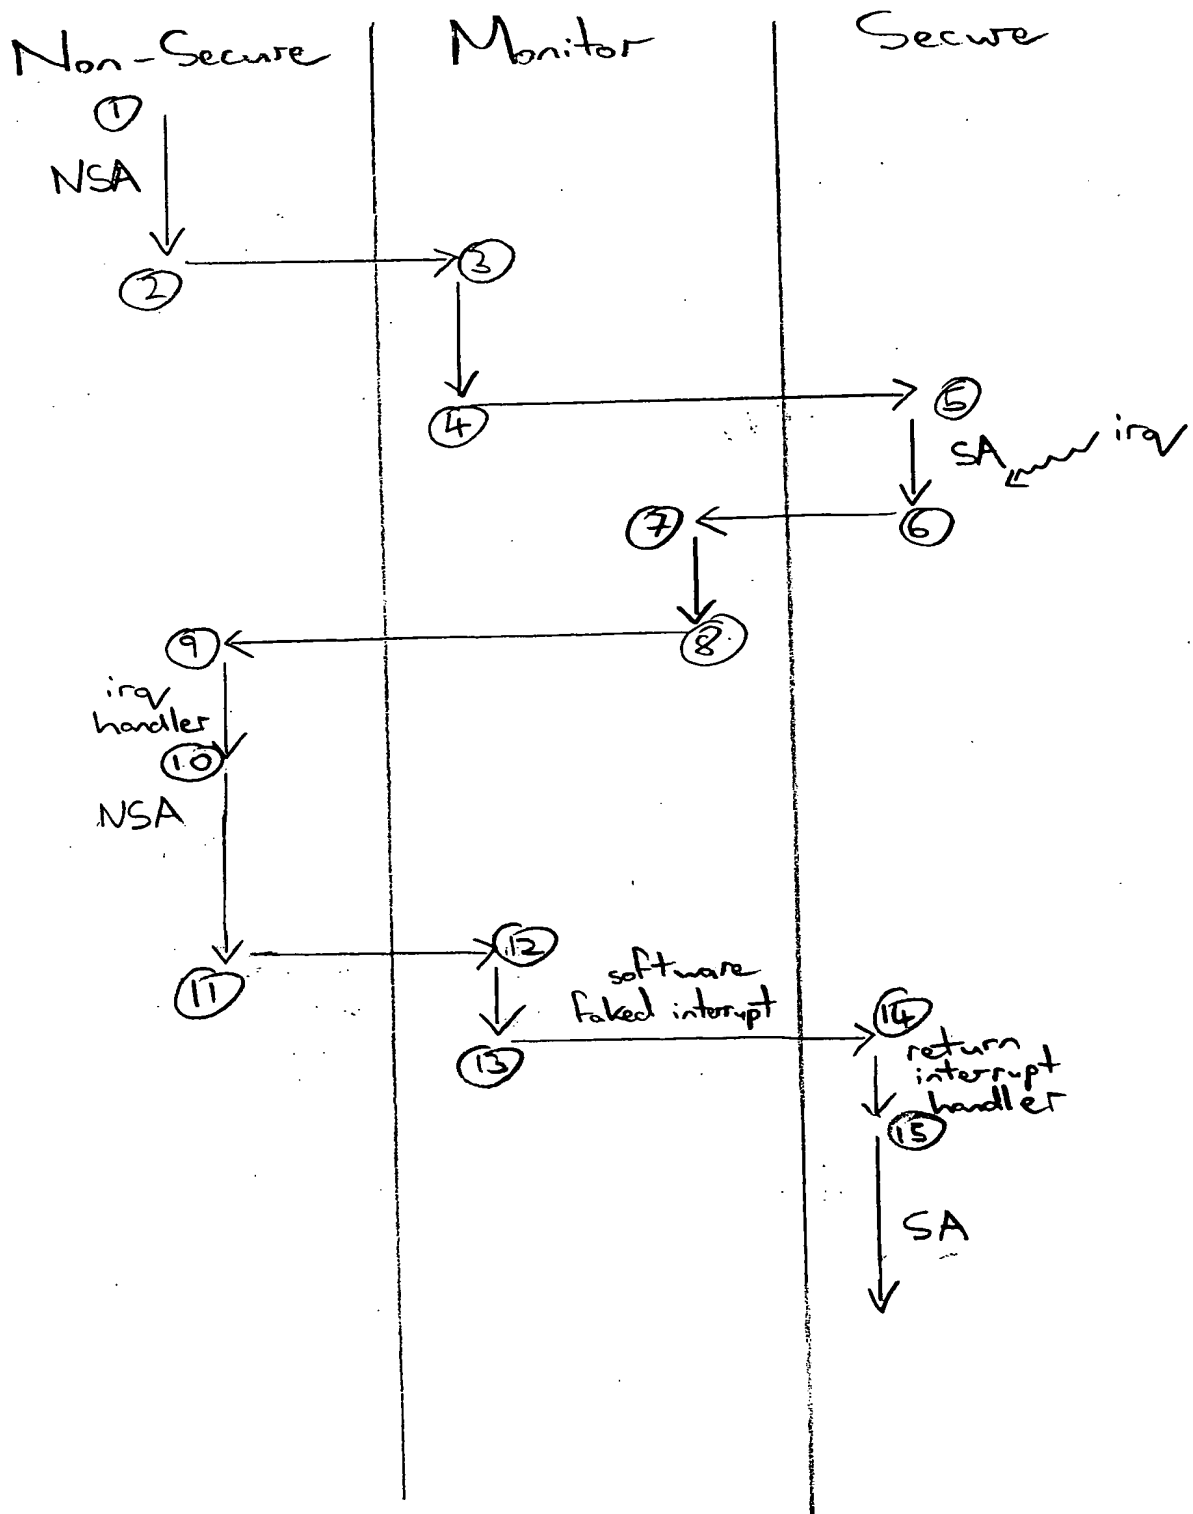 Non-Secure Monitor Secure
1
NSA
2 3
4 5
SA irq
7 6
9 8
irq
handler
10
NSA
11 12
software
faked interrupt
13 14
return
interrupt
handler
15
SA